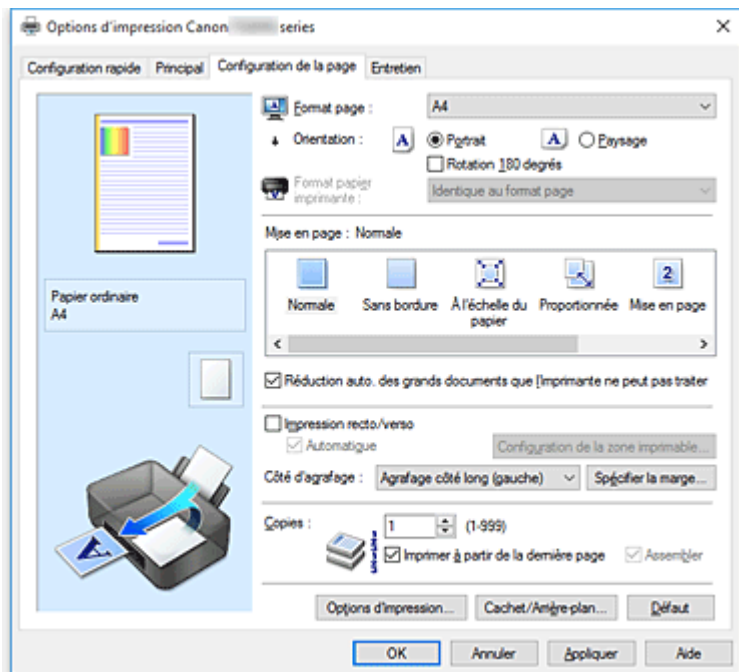 Options d'impression Canon series
Configuration rapide Principal Configuration de la page Entretien
Format page : A4
Orientation : A Portrait A Paysage
Rotation 180 degrés
Format papier
imprimante : Identique au format page
Mise en page : Normale
2
Normale Sans bordure À l'échelle du
papier Proportionnée Mise en page
Papier ordinaire
A4
Réduction auto. des grands documents que l'imprimante ne peut pas traiter
Impression recto/verso
Automatique Configuration de la zone imprimable...
Côté d'agrafage : Agrafage côté long (gauche) Spécifier la marge...
Copies : 1 (1-999)
Imprimer à partir de la dernière page Assembler
A
Options d'impression... Cachet/Arrière-plan... Défaut
OK Annuler Appliquer Aide